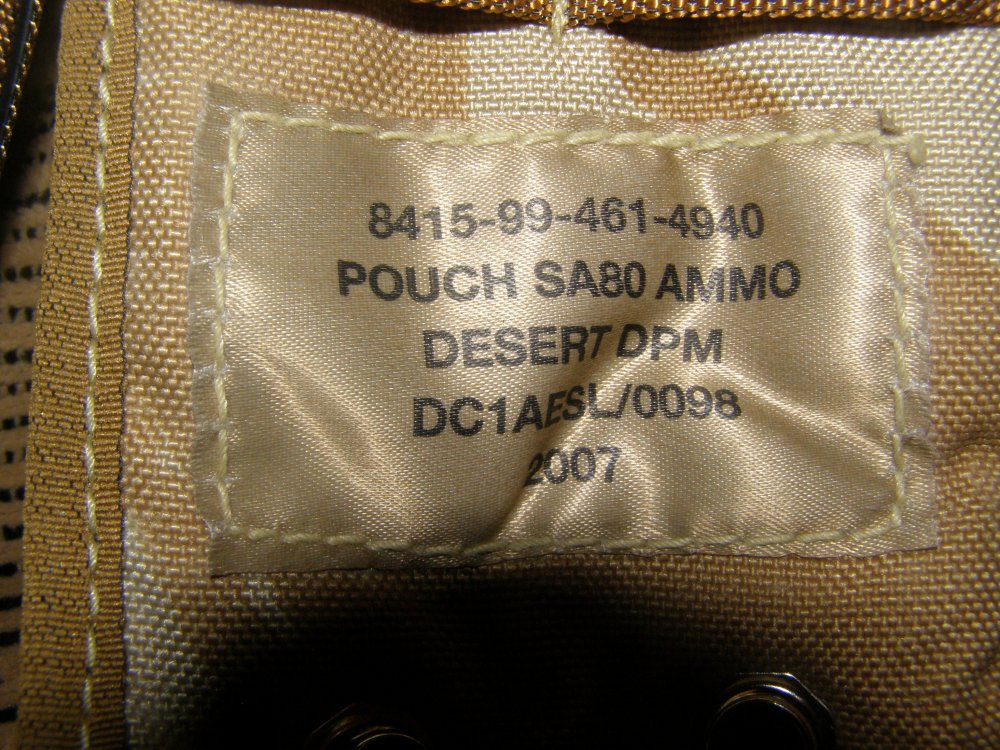 8415-99-461-4940
POUCH SA80 AMMO
DESERT DPM
DC1AESL/0098
2007